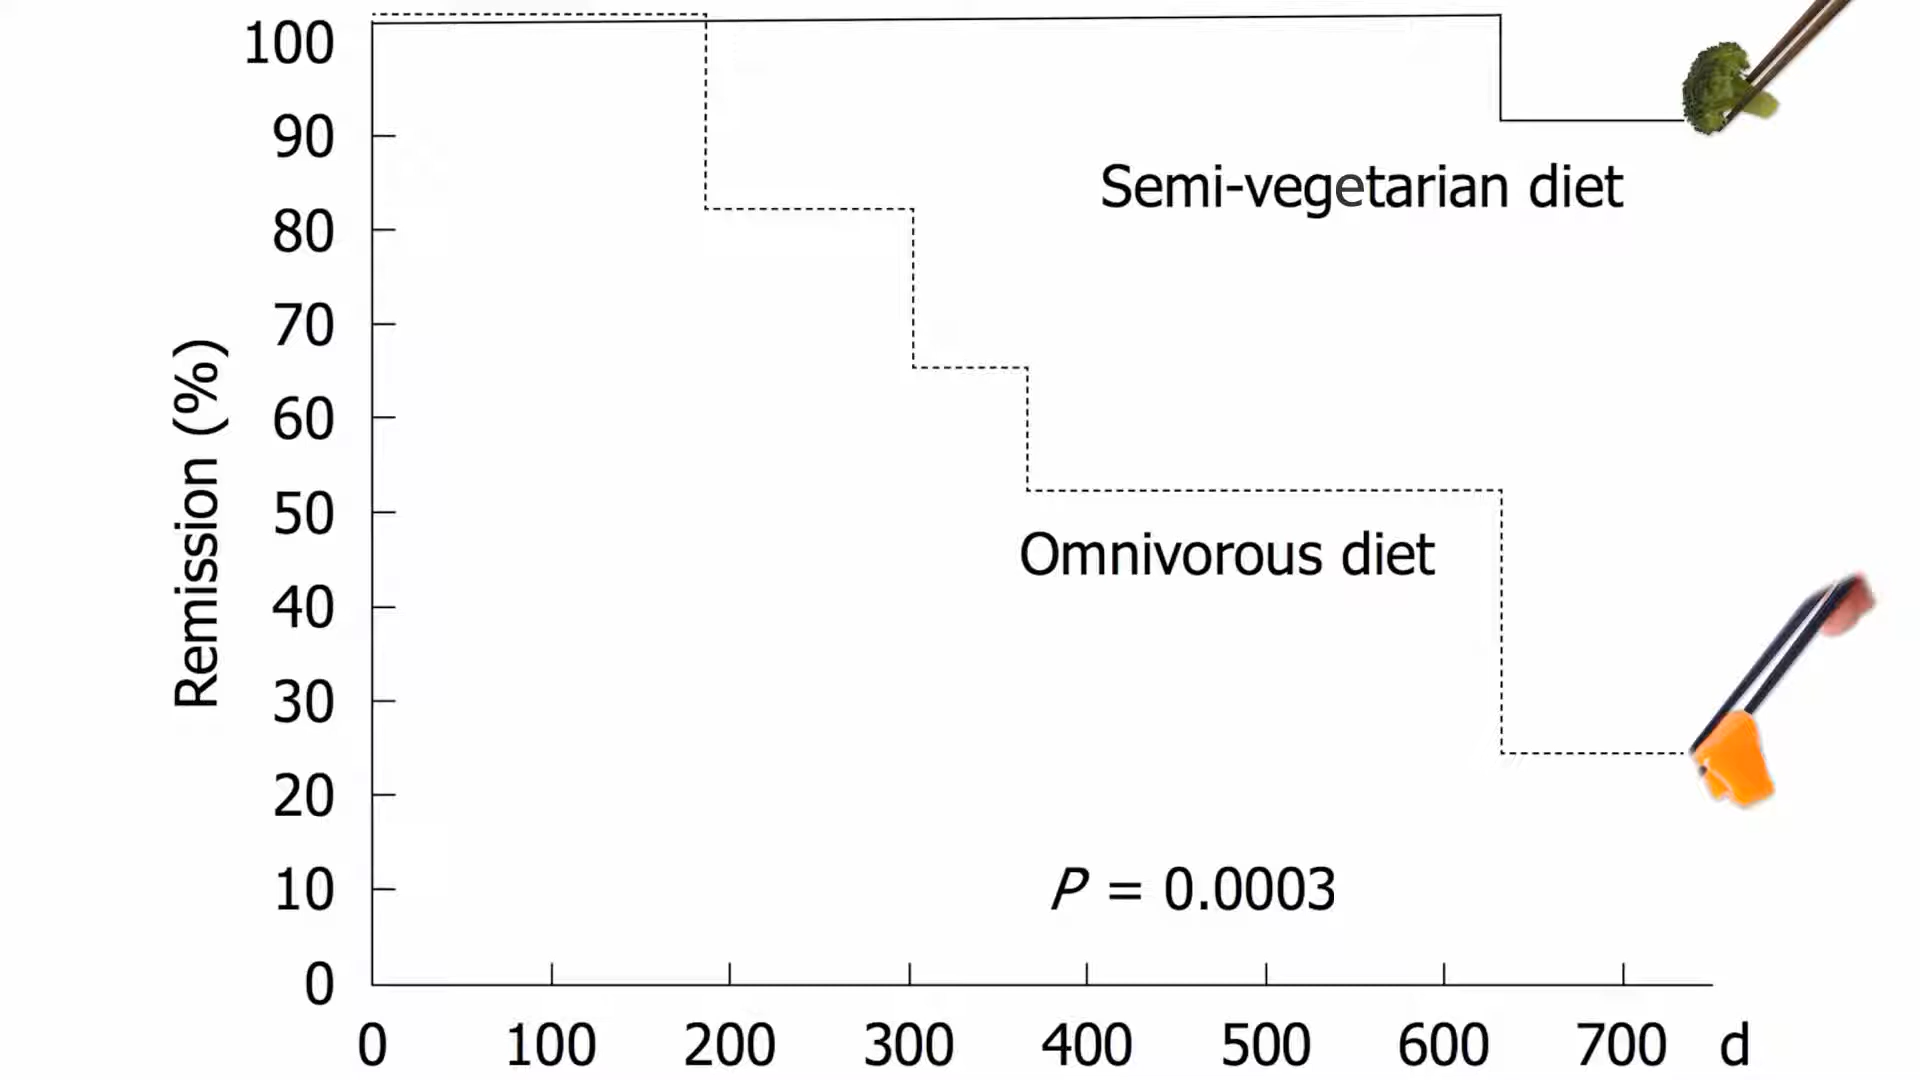 100
90
80
70
60
50
40
30
20
10
0
Remission (%)
Semi-vegetarian diet
Omnivorous diet
P = 0.0003
0 100 200 300 400 500 600 700 d